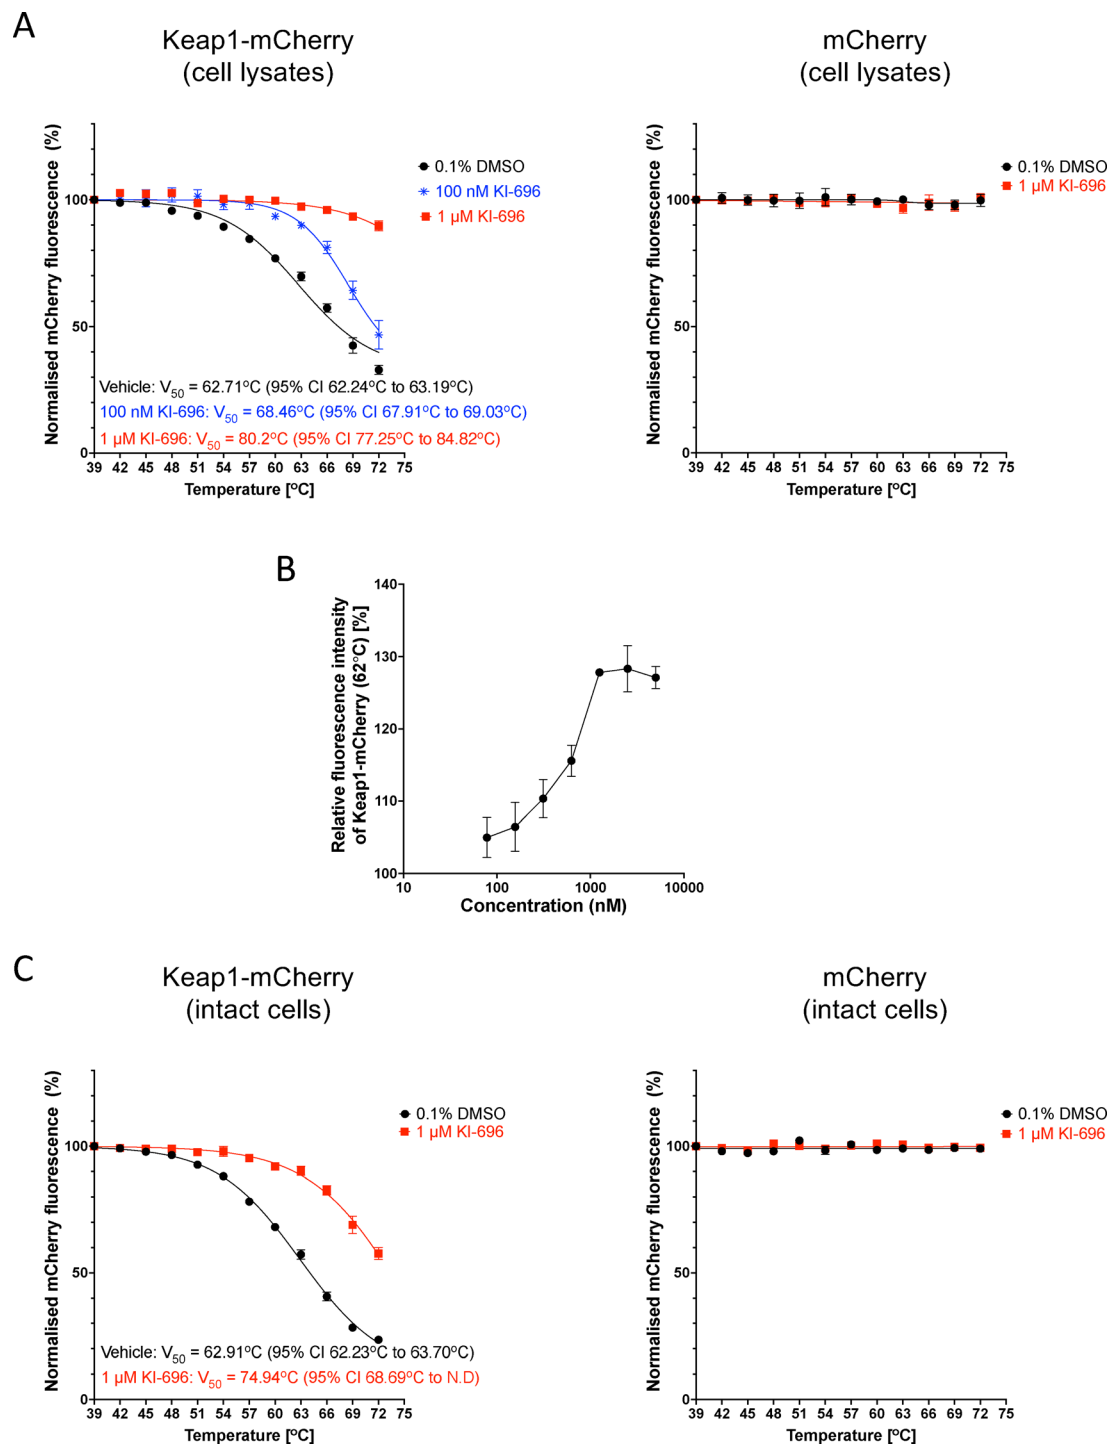 A
Keap1-mCherry
(cell lysates)
Normalised mCherry fluorescence (%)
100
50
0
39 42 45 48 51 54 57 60 63 66 69 72 75
Temperature [°C]
0.1% DMSO
100 nM KI-696
1 µM KI-696
Vehicle: V50 = 62.71°C (95% CI 62.24°C to 63.19°C)
100 nM KI-696: V50 = 68.46°C (95% CI 67.91°C to 69.03°C)
1 µM KI-696: V50 = 80.2°C (95% CI 77.25°C to 84.82°C)
mCherry
(cell lysates)
Normalised mCherry fluorescence (%)
100
50
0
39 42 45 48 51 54 57 60 63 66 69 72 75
Temperature [°C]
0.1% DMSO
1 µM KI-696
B
Relative fluorescence intensity
of Keap1-mCherry (62°C) [%]
140
130
120
110
100
10 100 1000 10000
Concentration (nM)
C
Keap1-mCherry
(intact cells)
Normalised mCherry fluorescence (%)
100
50
0
39 42 45 48 51 54 57 60 63 66 69 72 75
Temperature [°C]
0.1% DMSO
1 µM KI-696
Vehicle: V50 = 62.91°C (95% CI 62.23°C to 63.70°C)
1 µM KI-696: V50 = 74.94°C (95% CI 68.69°C to N.D)
mCherry
(intact cells)
Normalised mCherry fluorescence (%)
100
50
0
39 42 45 48 51 54 57 60 63 66 69 72 75
Temperature [°C]
0.1% DMSO
1 µM KI-696